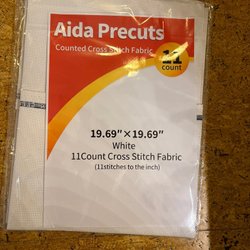 Aida Precuts
Counted Cross Stitch Fabric
11
count
19.69"×19.69"
White
11Count Cross Stitch Fabric
(11stitches to the inch)